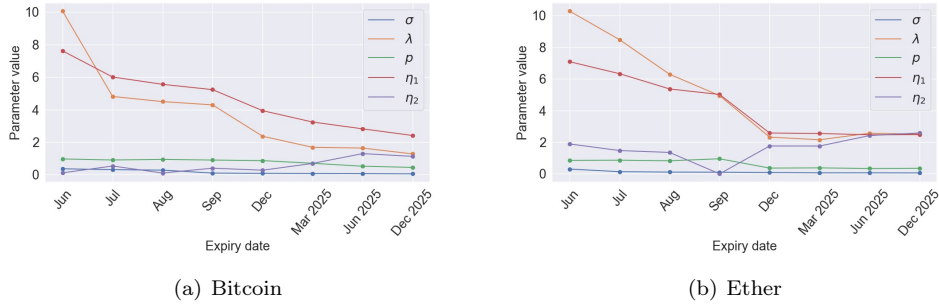 10
8
6
4
2
0
Parameter value
σ
λ
p
η₁
η₂
Jun
Jul
Aug
Sep
Dec
Mar 2025
Jun 2025
Dec 2025
Expiry date
(a) Bitcoin
10
8
6
4
2
0
Parameter value
σ
λ
p
η₁
η₂
Jun
Jul
Aug
Sep
Dec
Mar 2025
Jun 2025
Dec 2025
Expiry date
(b) Ether